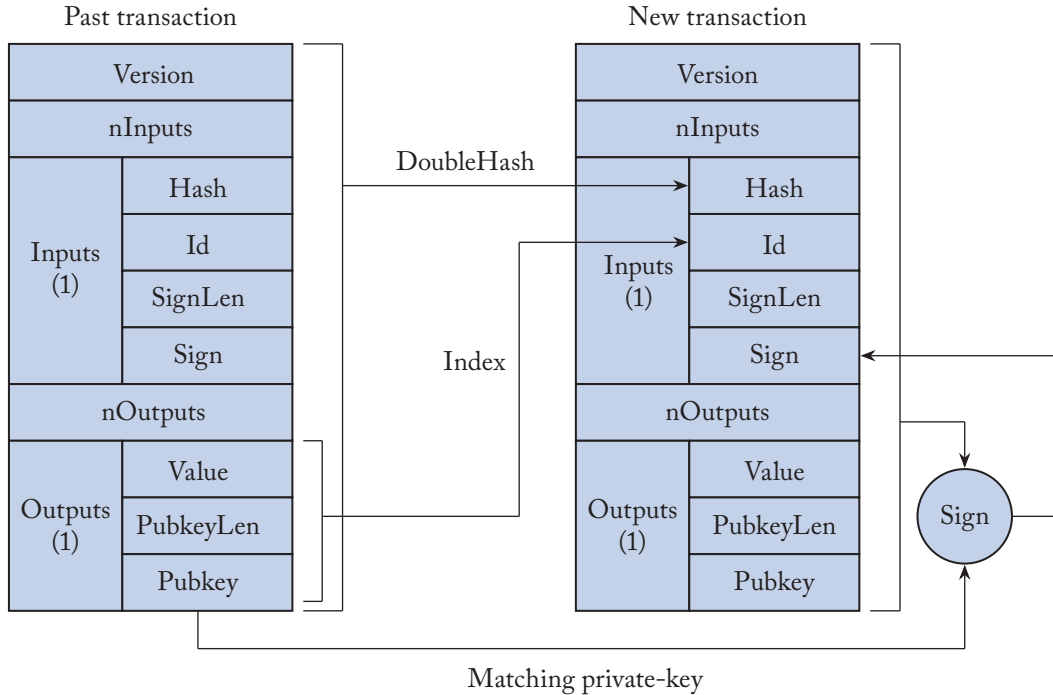 Past transaction
Version
nInputs
Inputs
(1)
Hash
Id
SignLen
Sign
nOutputs
Outputs
(1)
Value
PubkeyLen
Pubkey
DoubleHash
Index
New transaction
Version
nInputs
Inputs
(1)
Hash
Id
SignLen
Sign
nOutputs
Outputs
(1)
Value
PubkeyLen
Pubkey
Sign
Matching private-key